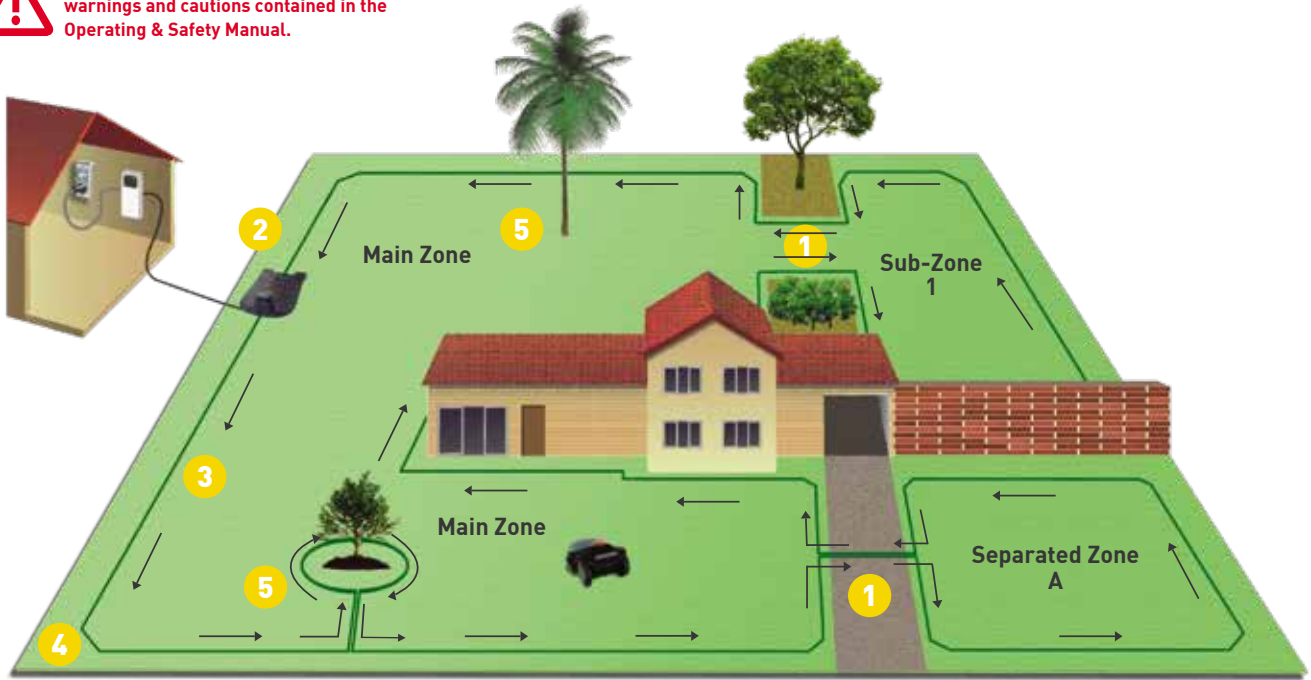 warnings and cautions contained in the
Operating & Safety Manual.
2
Main Zone
5
1
Sub-Zone
1
3
Main Zone
5
4
1
Separated Zone
A